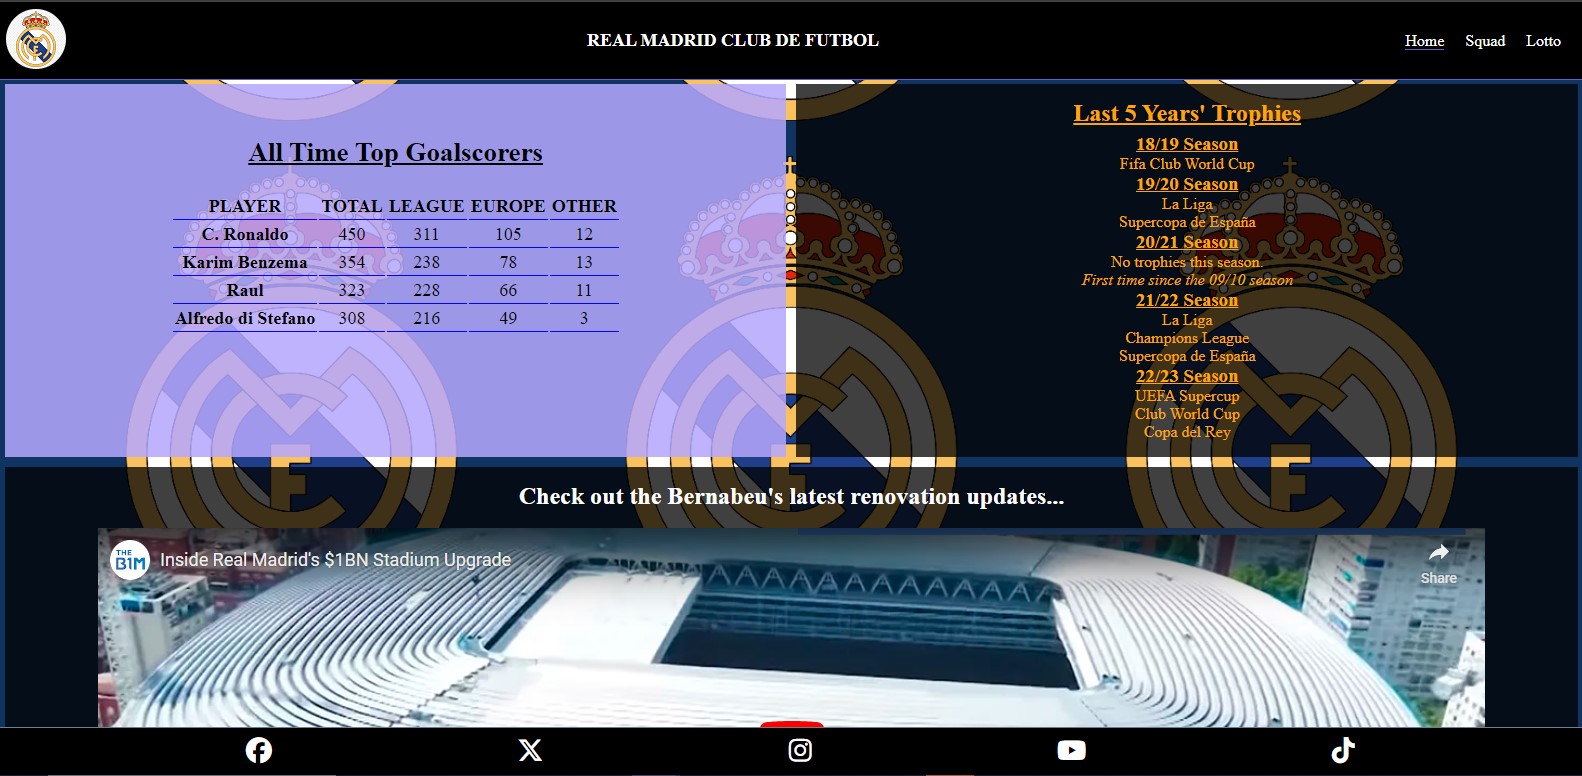 REAL MADRID CLUB DE FUTBOL
Home Squad Lotto
All Time Top Goalscorers
PLAYER TOTAL LEAGUE EUROPE OTHER
C. Ronaldo 450 311 105 12
Karim Benzema 354 238 78 13
Raul 323 228 66 11
Alfredo di Stefano 308 216 49 3
Last 5 Years' Trophies
18/19 Season
Fifa Club World Cup
19/20 Season
La Liga
Supercopa de España
20/21 Season
No trophies this season.
First time since the 09/10 season
21/22 Season
La Liga
Champions League
Supercopa de España
22/23 Season
UEFA Supercup
Club World Cup
Copa del Rey
Check out the Bernabeu's latest renovation updates...
THE
B1M
Inside Real Madrid's $1BN Stadium Upgrade
Share